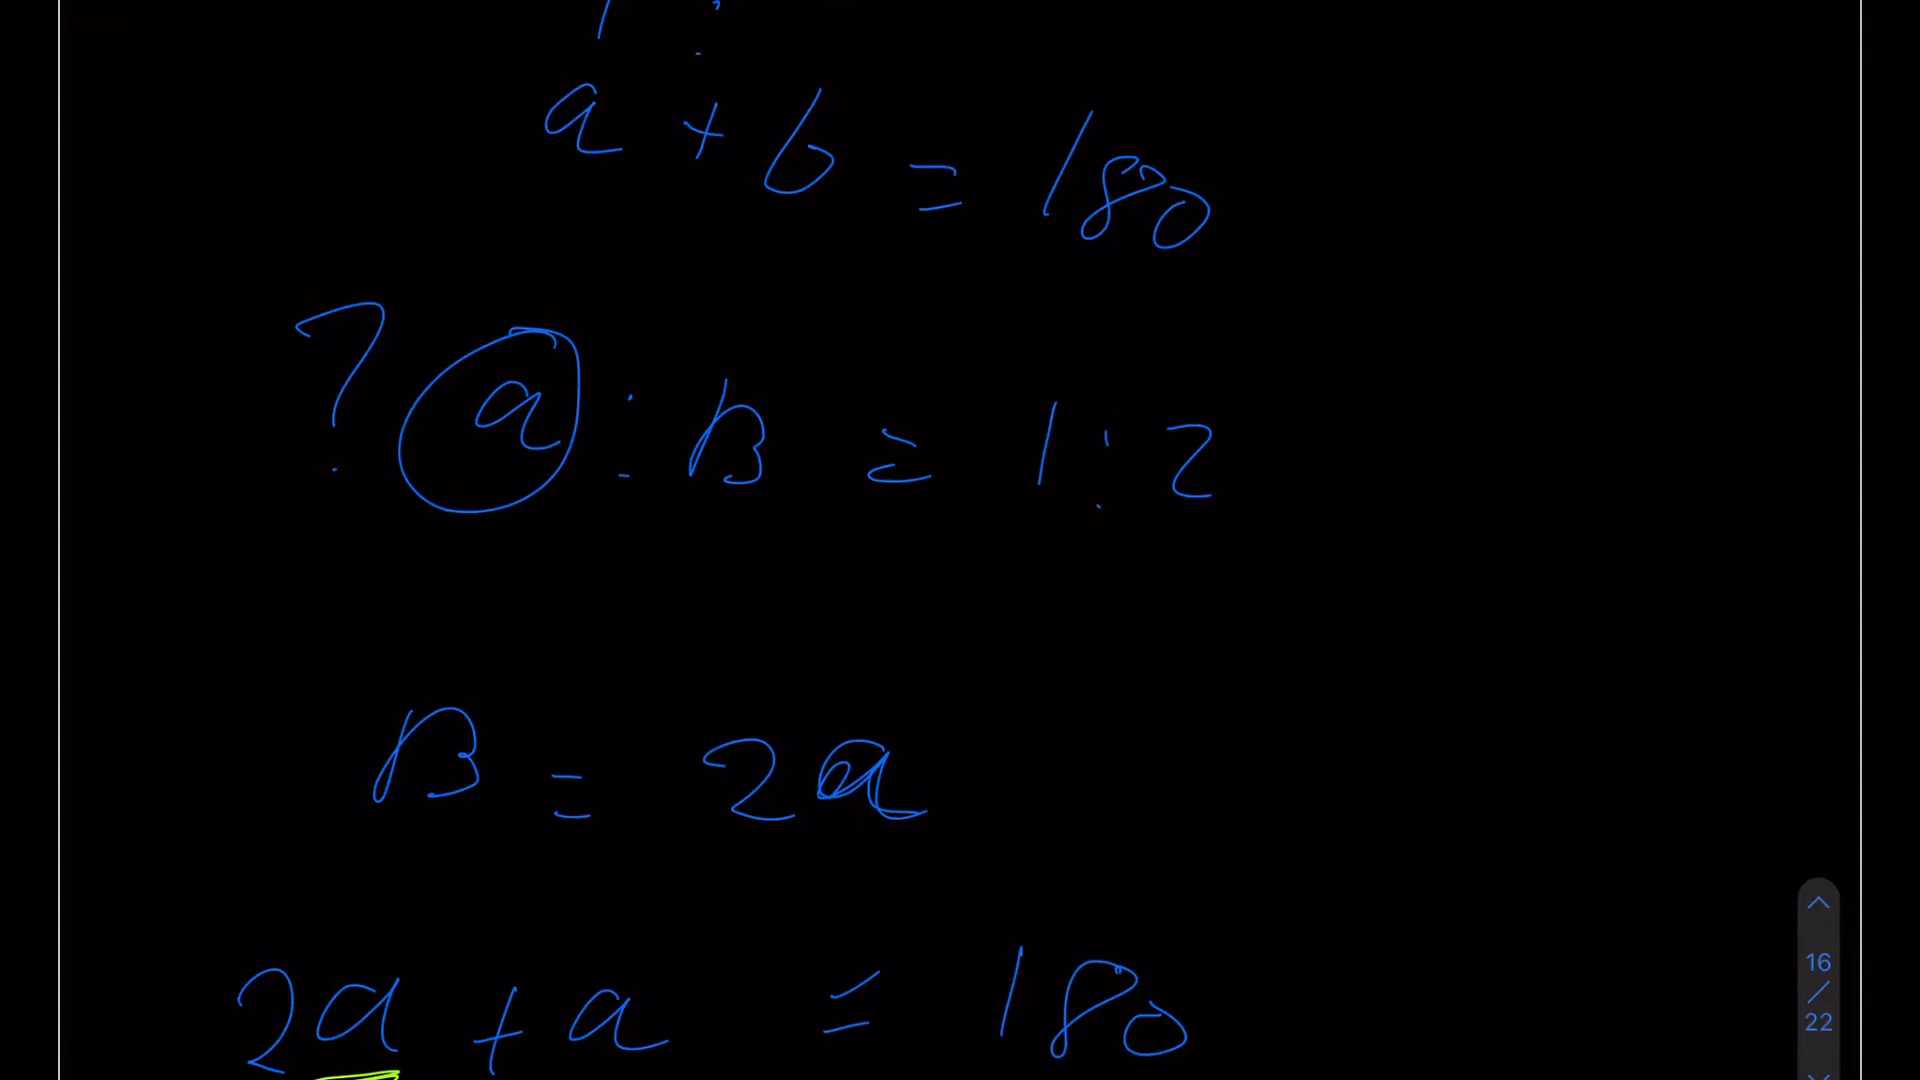 a + b = 180
? a : B = 1 : 2
B = 2a
2a + a = 180
16
/
22